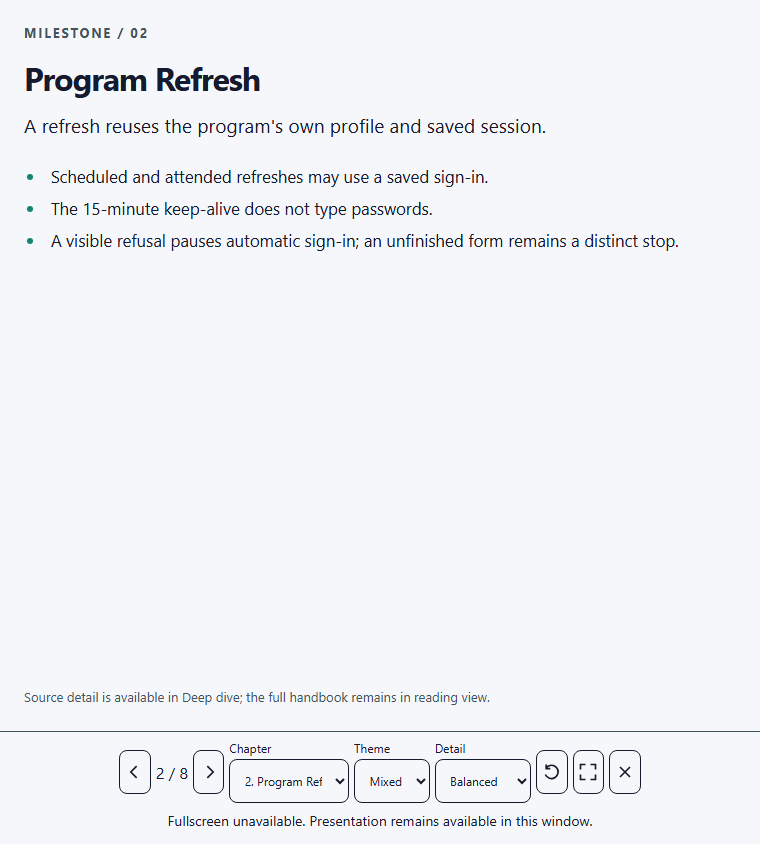 MILESTONE / 02
Program Refresh
A refresh reuses the program's own profile and saved session.
• Scheduled and attended refreshes may use a saved sign-in.
• The 15-minute keep-alive does not type passwords.
• A visible refusal pauses automatic sign-in; an unfinished form remains a distinct stop.
Source detail is available in Deep dive; the full handbook remains in reading view.
Chapter Theme Detail
2 / 8 2. Program Ref Mixed Balanced
Fullscreen unavailable. Presentation remains available in this window.